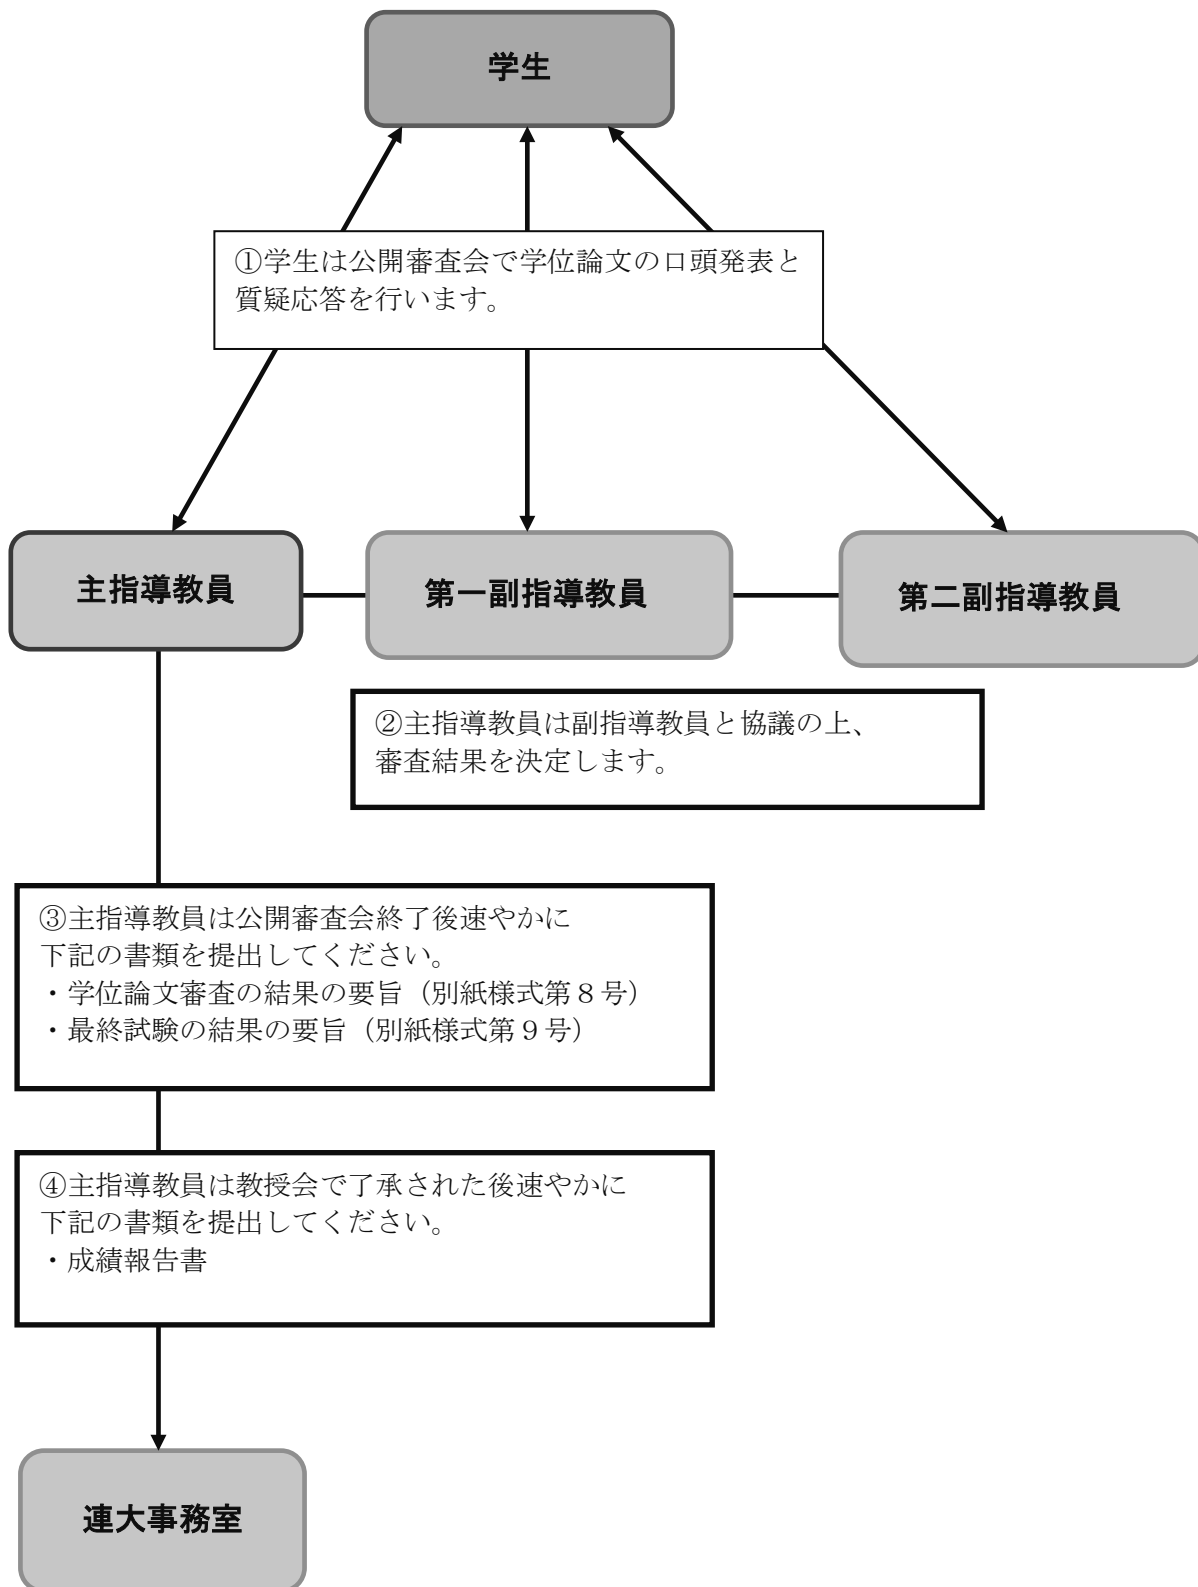 学生
①学生は公開審査会で学位論文の口頭発表と
質疑応答を行います。
主指導教員
第一副指導教員
第二副指導教員
②主指導教員は副指導教員と協議の上、
審査結果を決定します。
③主指導教員は公開審査会終了後速やかに
下記の書類を提出してください。
・学位論文審査の結果の要旨（別紙様式第８号）
・最終試験の結果の要旨（別紙様式第９号）
④主指導教員は教授会で了承された後速やかに
下記の書類を提出してください。
・成績報告書
連大事務室